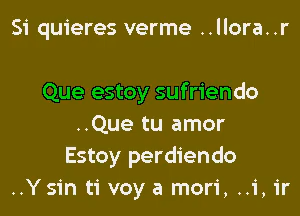 Si quieres verme ..llora..r
Que estoy sufriendo
..Que tu amor
Estoy perdiendo
..Y sin ti voy a mori, ..i, ir